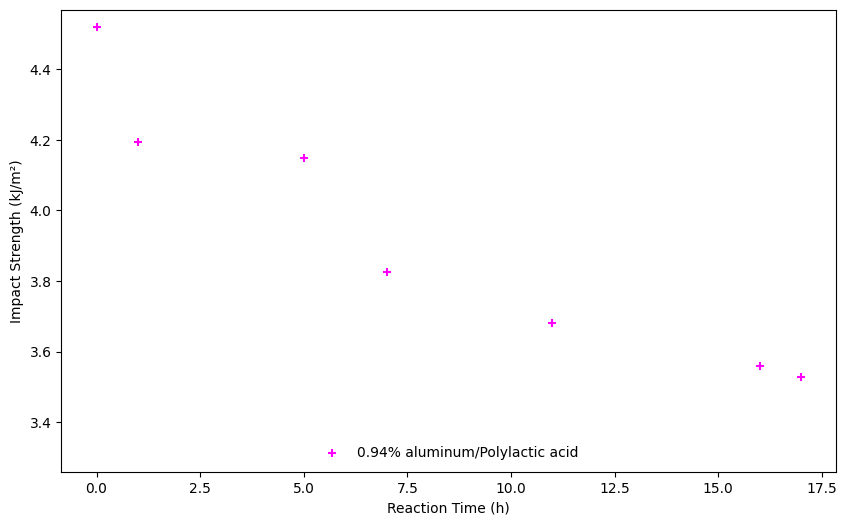 4.4
4.2
4.0
3.8
3.6
3.4
Impact Strength (kJ/m²)
0.94% aluminum/Polylactic acid
0.0 2.5 5.0 7.5 10.0 12.5 15.0 17.5
Reaction Time (h)